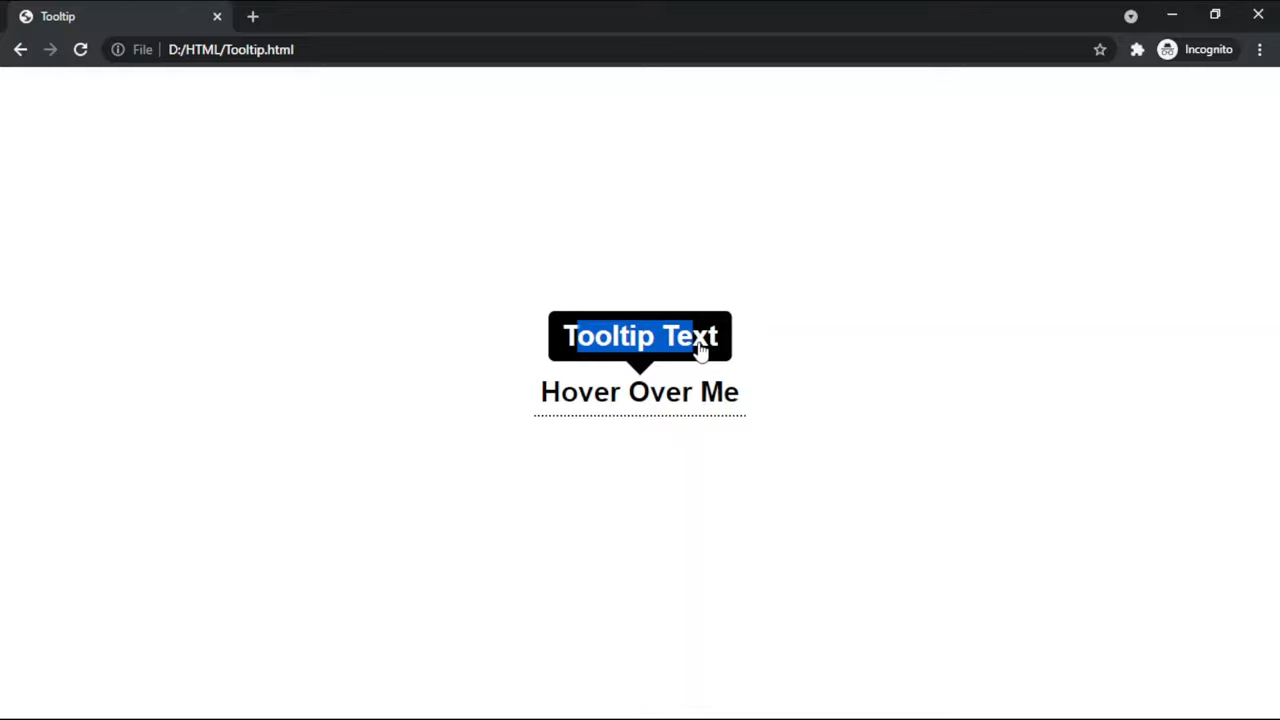 Tooltip
File D:/HTML/Tooltip.html Incognito
Tooltip Text
Hover Over Me